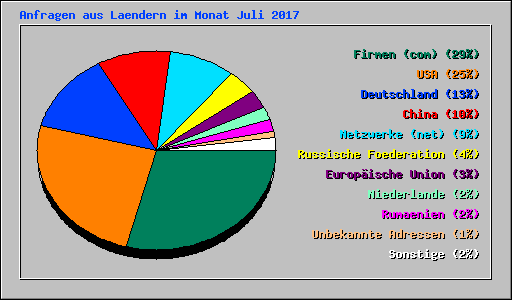 Anfragen aus Laendern im Monat Juli 2017
Firmen (com) (29%)
USA (25%)
Deutschland (13%)
China (10%)
Netzwerke (net) (9%)
Russische Foederation (4%)
Europäische Union (3%)
Niederlande (2%)
Rumaenien (2%)
Unbekannte Adressen (1%)
Sonstige (2%)